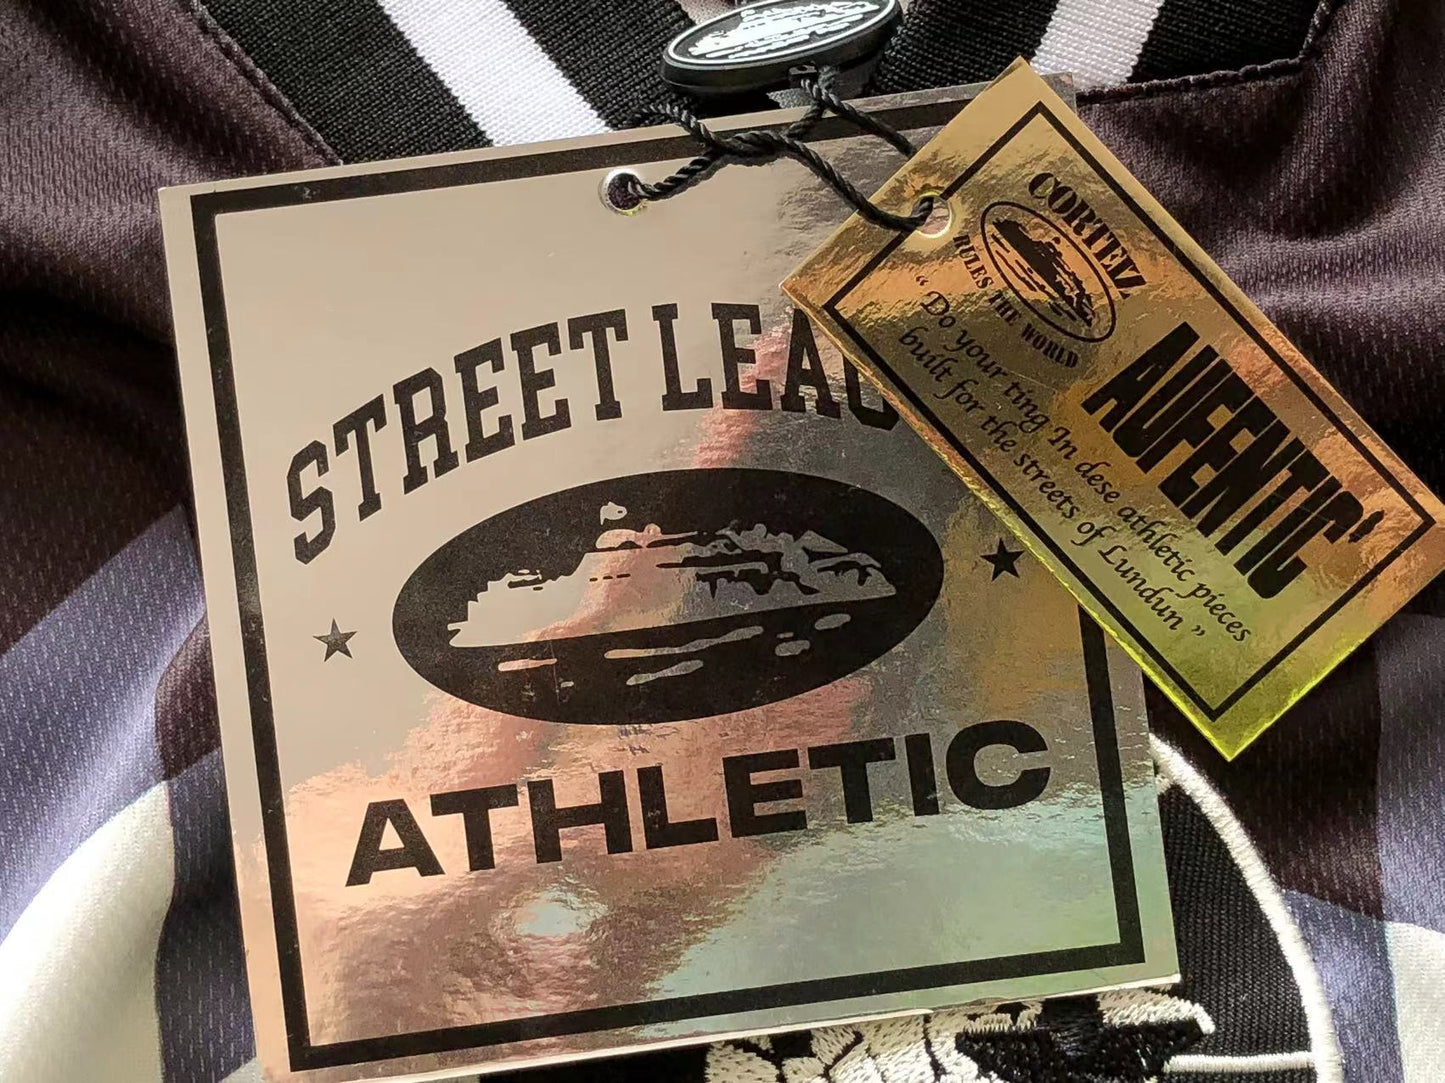 STREET LEAG
ATHLETIC
CORTEIZ
RULES THE WORLD
AUFENTIC'
“Do your ting In dese athletic pieces
built for the streets of Lundun”